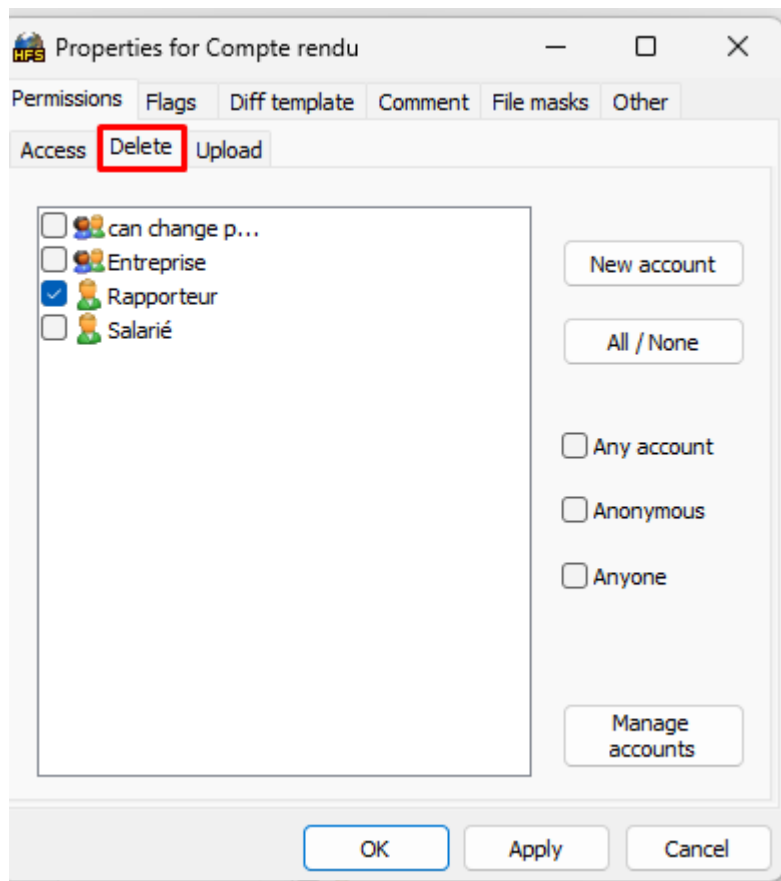 HFS Properties for Compte rendu
Permissions Flags Diff template Comment File masks Other
Access Delete Upload
can change p...
Entreprise
Rapporteur
Salarié
New account
All / None
Any account
Anonymous
Anyone
Manage
accounts
OK Apply Cancel